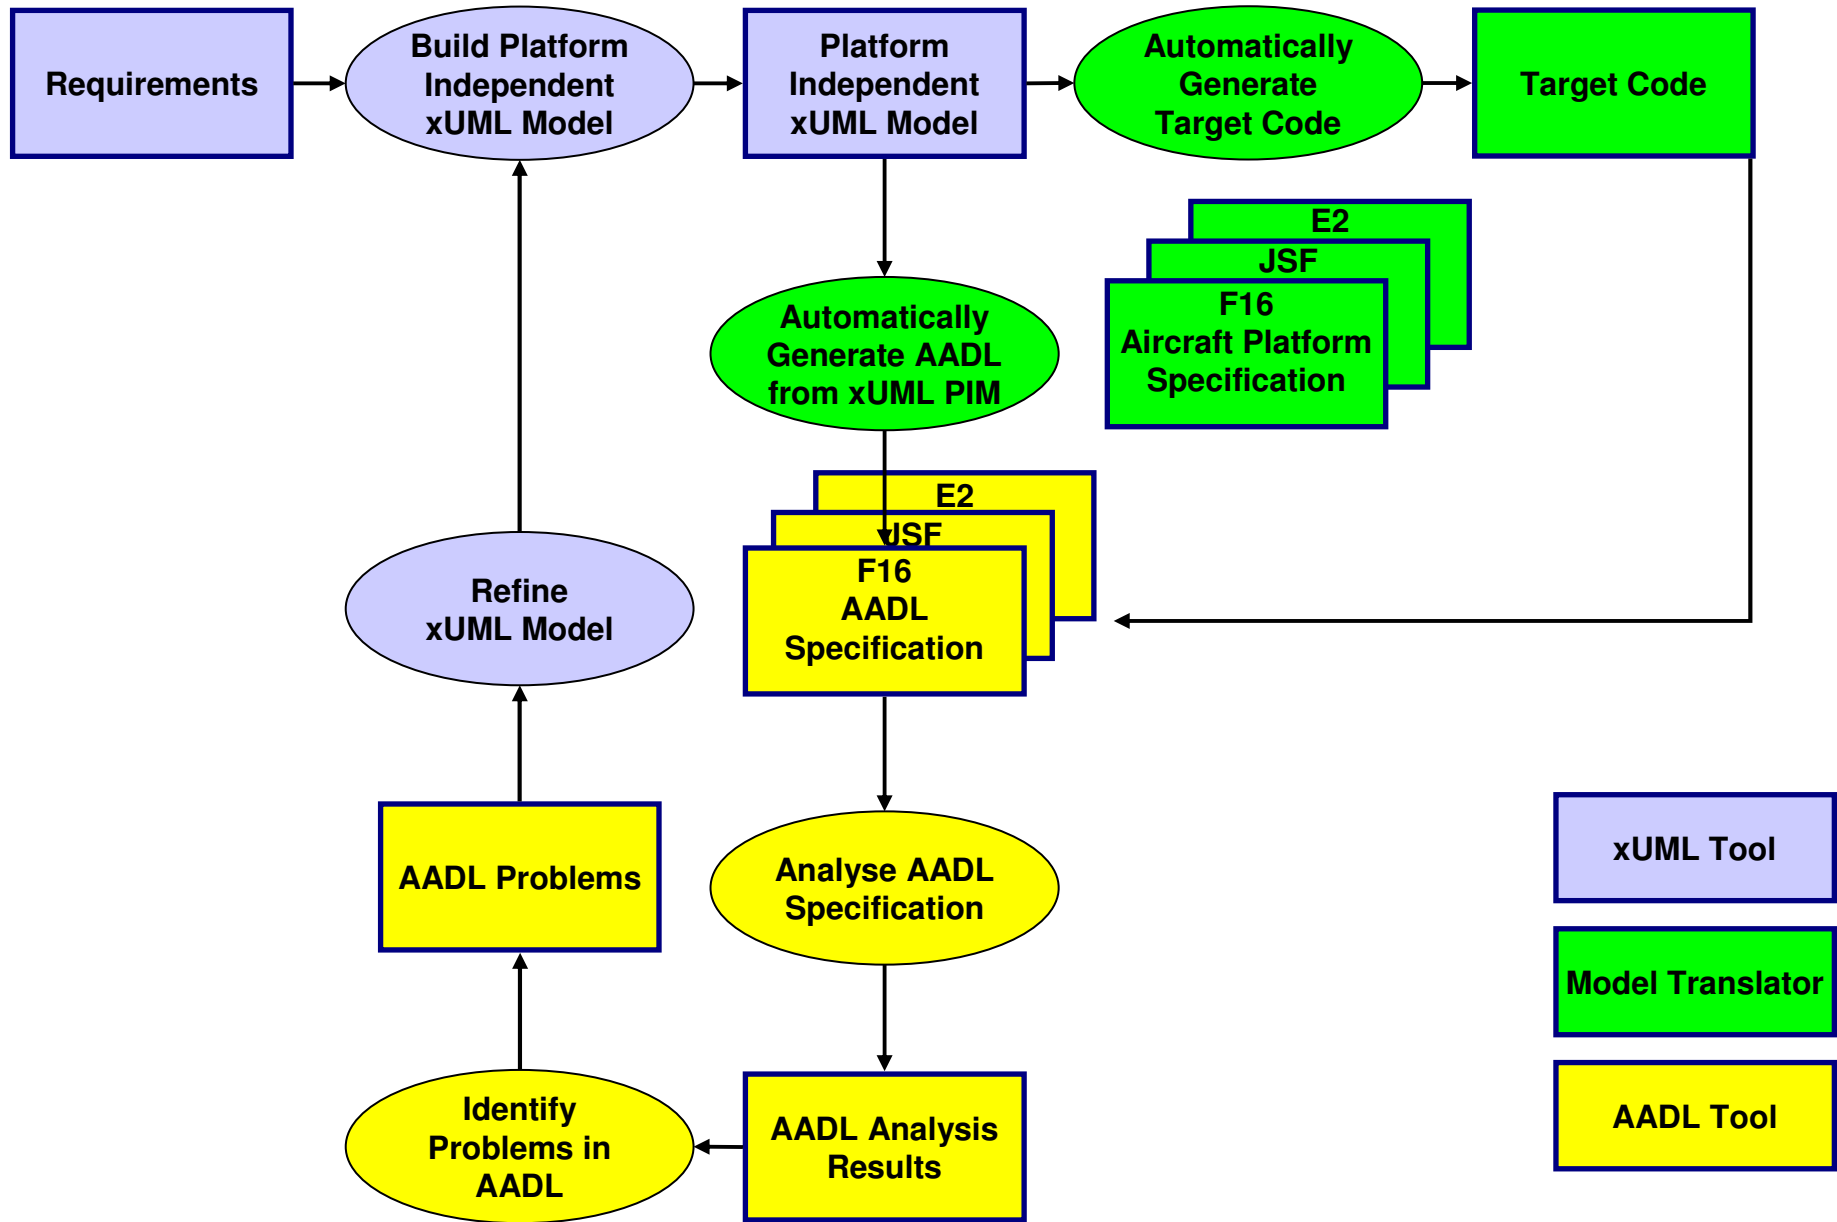 Requirements
Build Platform
Independent
xUML Model
Platform
Independent
xUML Model
Automatically
Generate
Target Code
Target Code
E2
JSF
F16
Aircraft Platform
Specification
Automatically
Generate AADL
from xUML PIM
E2
JSF
F16
AADL
Specification
Refine
xUML Model
AADL Problems
Analyse AADL
Specification
Identify
Problems in
AADL
AADL Analysis
Results
xUML Tool
Model Translator
AADL Tool